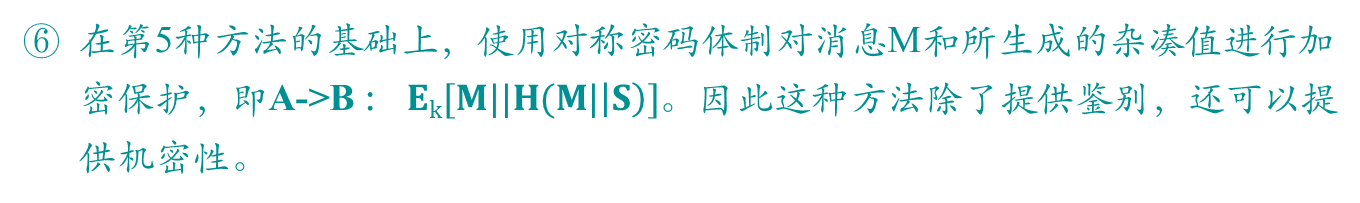 ⑥ 在第5种方法的基础上，使用对称密码体制对消息M和所生成的杂凑值进行加
密保护，即A->B： Ek[M||H(M||S)]。因此这种方法除了提供鉴别，还可以提
供机密性。